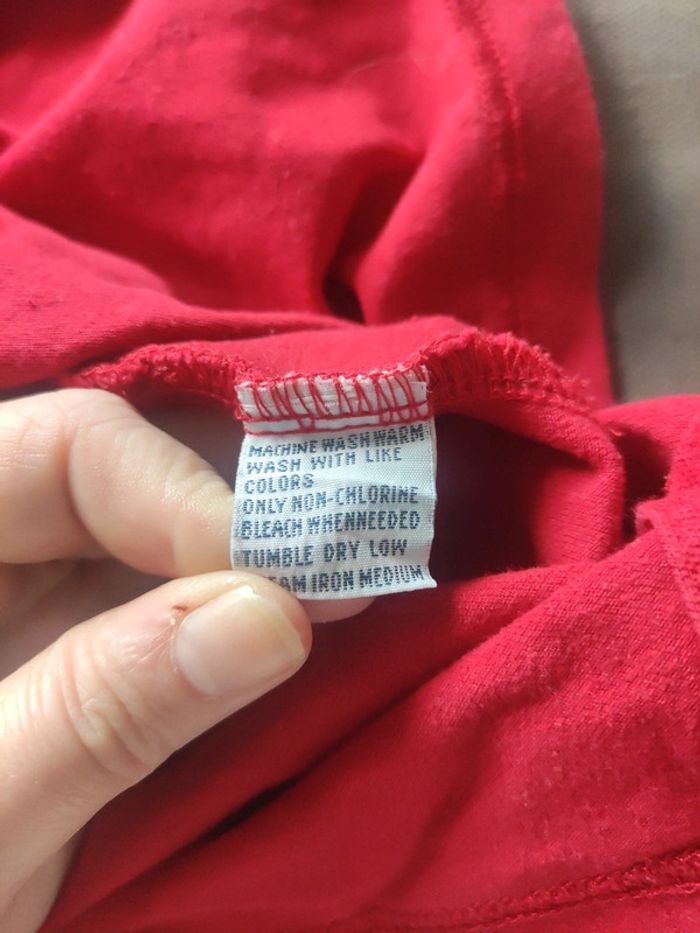 MACHINE WASH WARM
WASH WITH LIKE
COLORS
ONLY NON-CHLORINE
BLEACH WHENNEEDED
TUMBLE DRY LOW
IRON MEDIUM